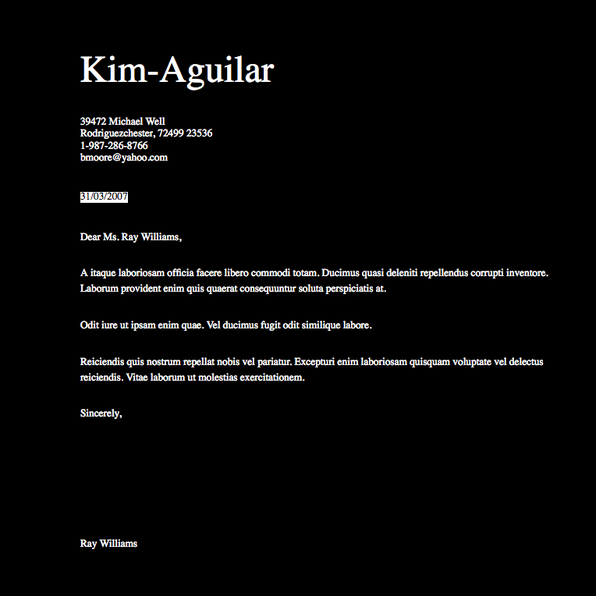 Kim-Aguilar
39472 Michael Well
Rodriguezchester, 72499 23536
1-987-286-8766
bmoore@yahoo.com
31/03/2007
Dear Ms. Ray Williams,
A itaque laboriosam officia facere libero commodi totam. Ducimus quasi deleniti repellendus corrupti inventore.
Laborum provident enim quis quaerat consequuntur soluta perspiciatis at.
Odit iure ut ipsam enim quae. Vel ducimus fugit odit similique labore.
Reiciendis quis nostrum repellat nobis vel pariatur. Excepturi enim laboriosam quisquam voluptate vel delectus
reiciendis. Vitae laborum ut molestias exercitationem.
Sincerely,
Ray Williams